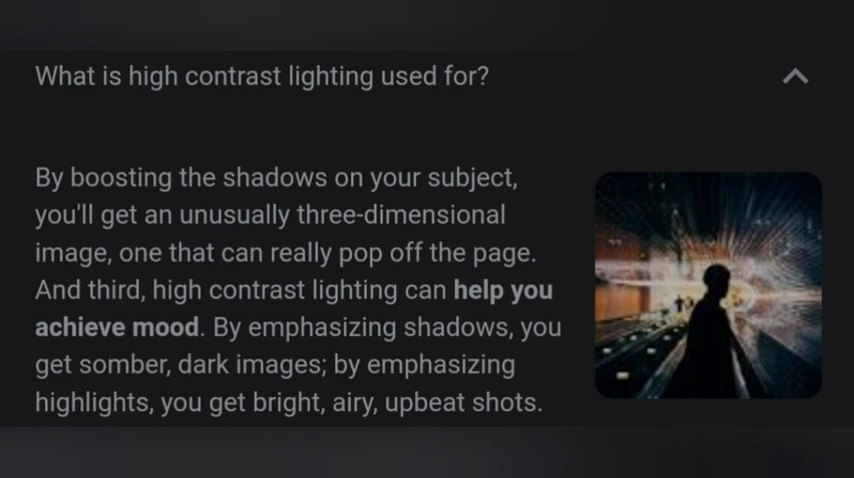 What is high contrast lighting used for?
By boosting the shadows on your subject,
you'll get an unusually three-dimensional
image, one that can really pop off the page.
And third, high contrast lighting can help you
achieve mood. By emphasizing shadows, you
get somber, dark images; by emphasizing
highlights, you get bright, airy, upbeat shots.